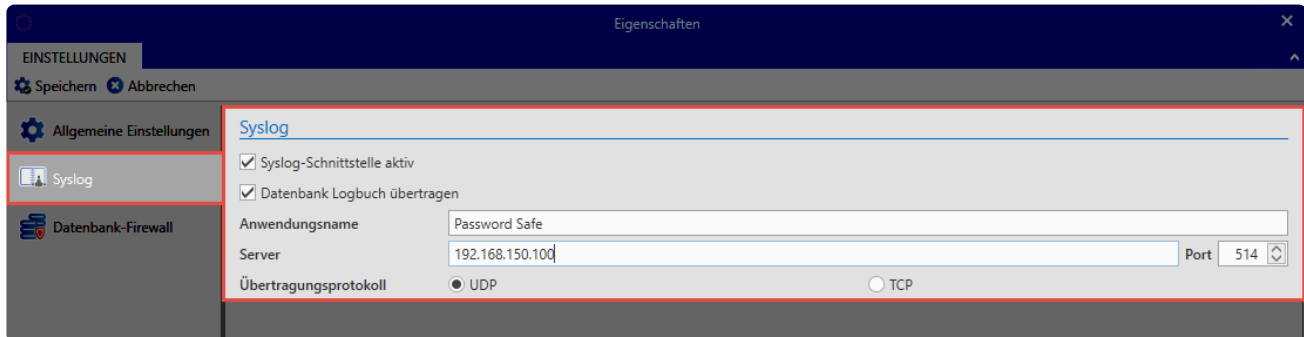 Eigenschaften
EINSTELLUNGEN
Speichern Abbrechen
Allgemeine Einstellungen
Syslog
Datenbank-Firewall
Syslog
Syslog-Schnittstelle aktiv
Datenbank Logbuch übertragen
Anwendungsname Password Safe
Server 192.168.150.100 Port 514
Übertragungsprotokoll UDP TCP